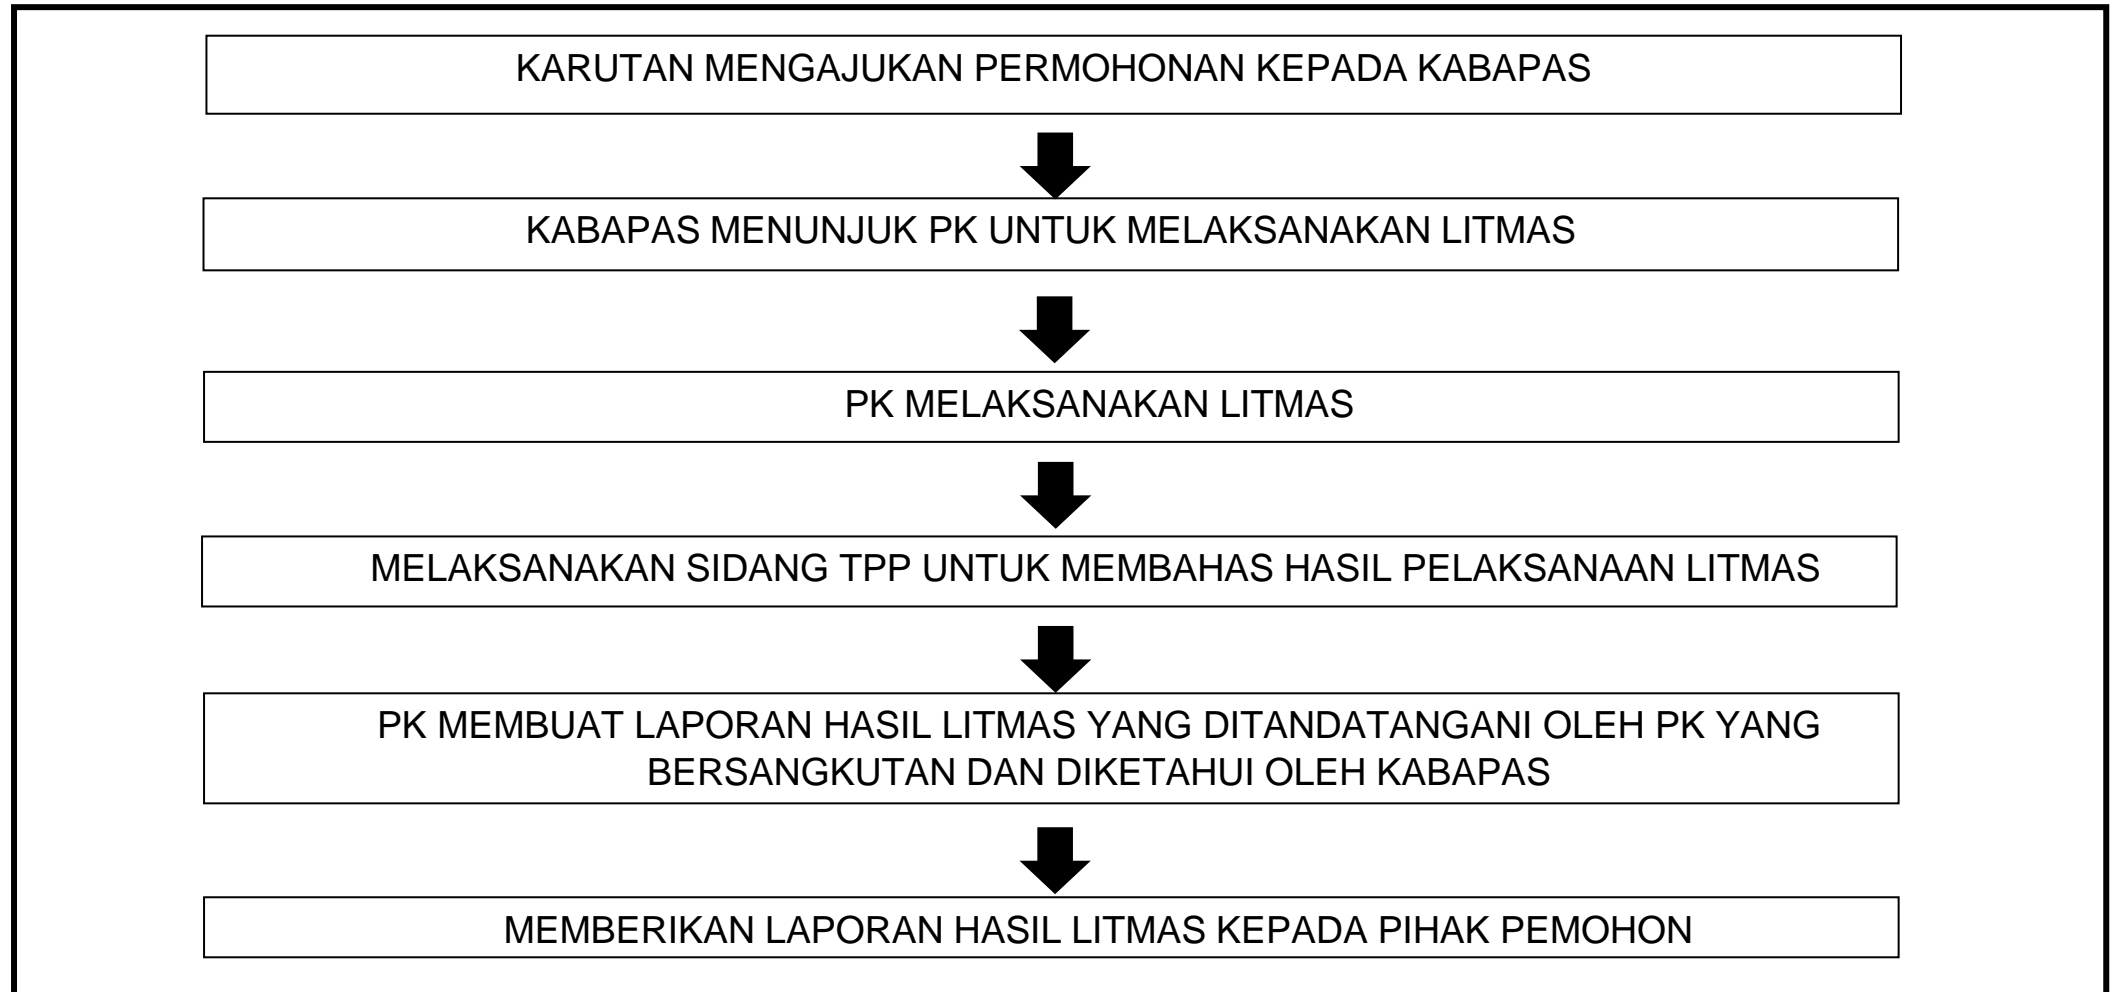 KARUTAN MENGAJUKAN PERMOHONAN KEPADA KABAPAS
KABAPAS MENUNJUK PK UNTUK MELAKSANAKAN LITMAS
PK MELAKSANAKAN LITMAS
MELAKSANAKAN SIDANG TPP UNTUK MEMBAHAS HASIL PELAKSANAAN LITMAS
PK MEMBUAT LAPORAN HASIL LITMAS YANG DITANDATANGANI OLEH PK YANG
BERSANGKUTAN DAN DIKETAHUI OLEH KABAPAS
MEMBERIKAN LAPORAN HASIL LITMAS KEPADA PIHAK PEMOHON